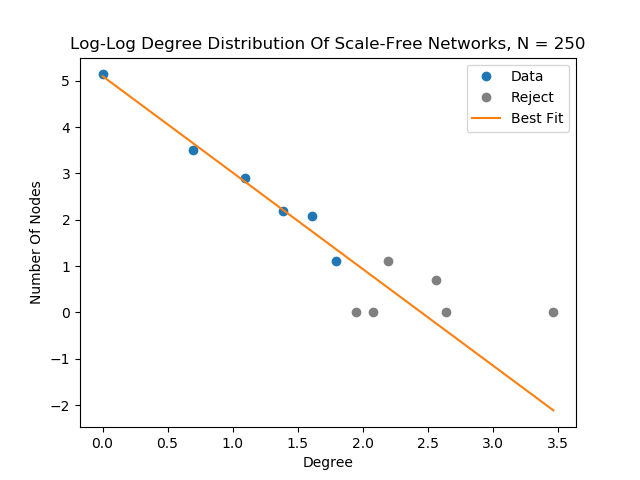 Log-Log Degree Distribution Of Scale-Free Networks, N = 250
Data
Reject
Best Fit
Number Of Nodes
5
4
3
2
1
0
−1
−2
0.0 0.5 1.0 1.5 2.0 2.5 3.0 3.5
Degree